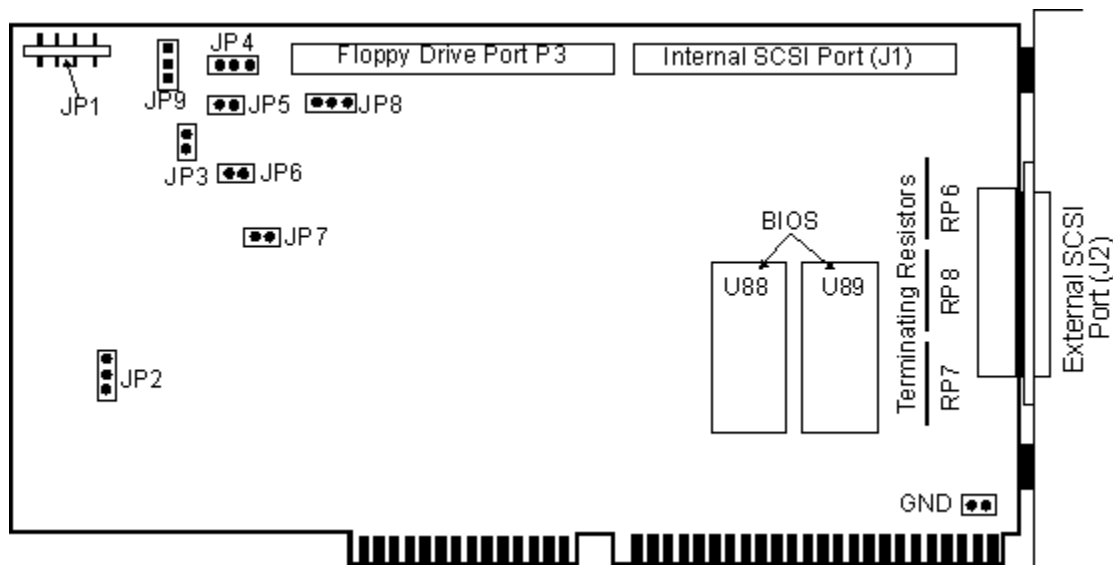 JP4
Floppy Drive Port P3
Internal SCSI Port (J1)
JP1
JP9
JP5
JP8
JP3
JP6
JP7
BIOS
U88
U89
Terminating Resistors
RP6
RP8
RP7
External SCSI
Port (J2)
JP2
GND